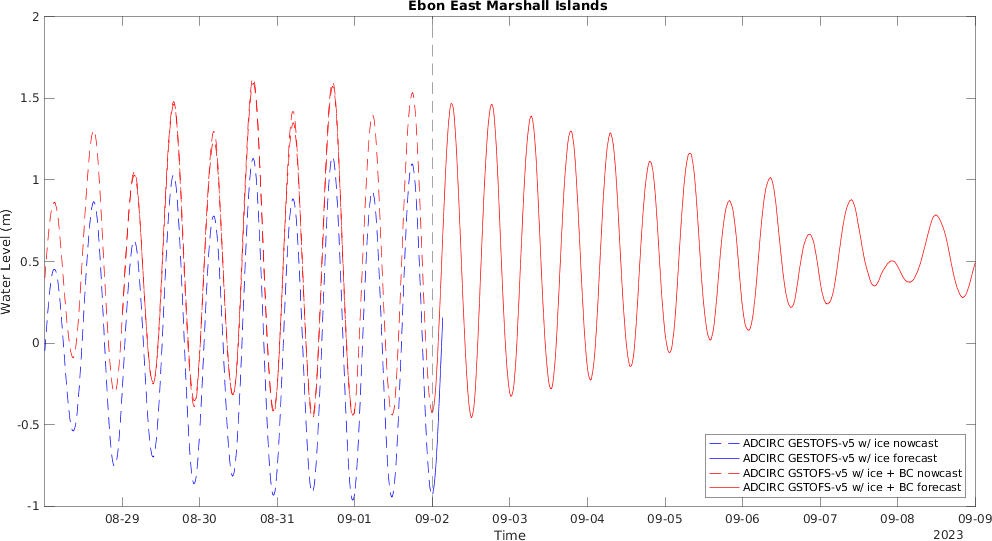 Ebon East Marshall Islands
2
1.5
1
0.5
0
-0.5
-1
Water Level (m)
ADCIRC GESTOFS-v5 w/ ice nowcast
ADCIRC GESTOFS-v5 w/ ice forecast
ADCIRC GSTOFS-v5 w/ ice + BC nowcast
ADCIRC GSTOFS-v5 w/ ice + BC forecast
08-29 08-30 08-31 09-01 09-02 09-03 09-04 09-05 09-06 09-07 09-08 09-09
Time
2023